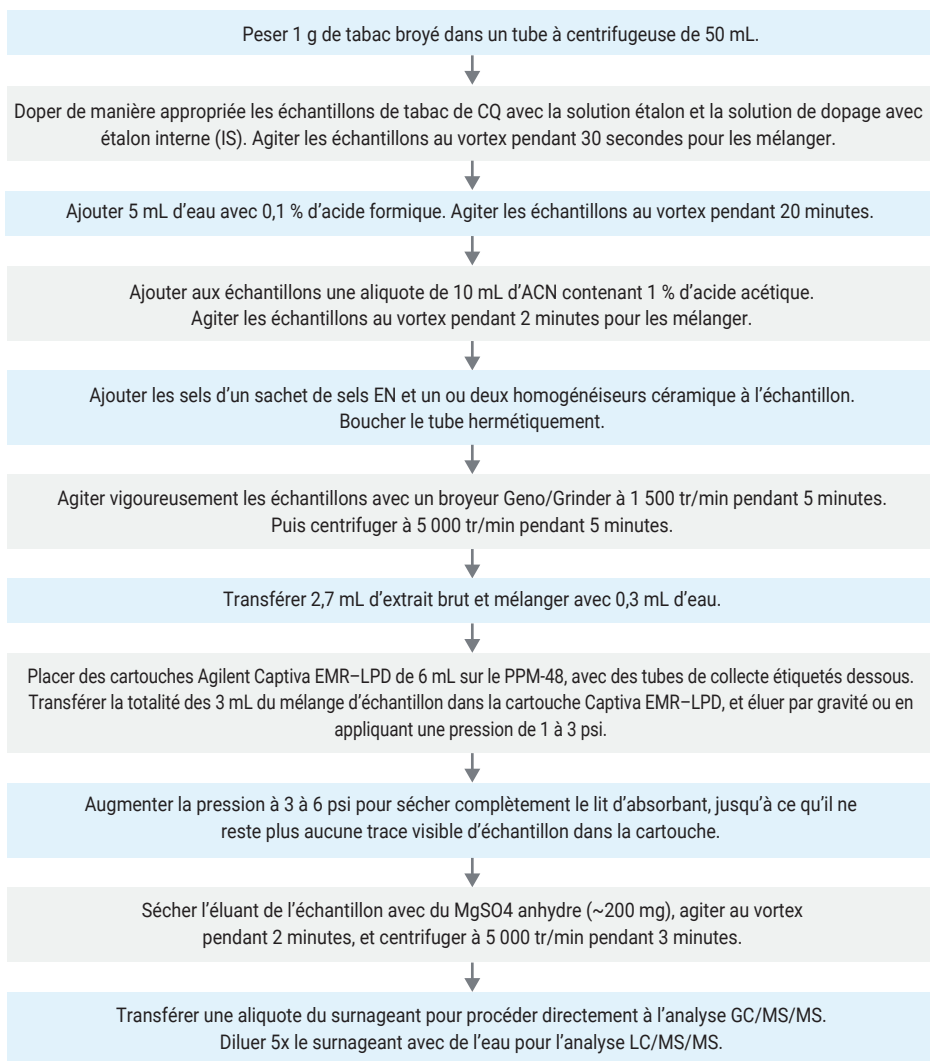 Peser 1 g de tabac broyé dans un tube à centrifugeuse de 50 mL.
Doper de manière appropriée les échantillons de tabac de CQ avec la solution étalon et la solution de dopage avec
étalon interne (IS). Agiter les échantillons au vortex pendant 30 secondes pour les mélanger.
Ajouter 5 mL d’eau avec 0,1 % d’acide formique. Agiter les échantillons au vortex pendant 20 minutes.
Ajouter aux échantillons une aliquote de 10 mL d’ACN contenant 1 % d’acide acétique.
Agiter les échantillons au vortex pendant 2 minutes pour les mélanger.
Ajouter les sels d’un sachet de sels EN et un ou deux homogénéiseurs céramique à l’échantillon.
Boucher le tube hermétiquement.
Agiter vigoureusement les échantillons avec un broyeur Geno/Grinder à 1 500 tr/min pendant 5 minutes.
Puis centrifuger à 5 000 tr/min pendant 5 minutes.
Transférer 2,7 mL d’extrait brut et mélanger avec 0,3 mL d’eau.
Placer des cartouches Agilent Captiva EMR–LPD de 6 mL sur le PPM-48, avec des tubes de collecte étiquetés dessous.
Transférer la totalité des 3 mL du mélange d’échantillon dans la cartouche Captiva EMR–LPD, et éluer par gravité ou en
appliquant une pression de 1 à 3 psi.
Augmenter la pression à 3 à 6 psi pour sécher complètement le lit d’absorbant, jusqu’à ce qu’il ne
reste plus aucune trace visible d’échantillon dans la cartouche.
Sécher l’éluant de l’échantillon avec du MgSO4 anhydre (~200 mg), agiter au vortex
pendant 2 minutes, et centrifuger à 5 000 tr/min pendant 3 minutes.
Transférer une aliquote du surnageant pour procéder directement à l’analyse GC/MS/MS.
Diluer 5x le surnageant avec de l’eau pour l’analyse LC/MS/MS.